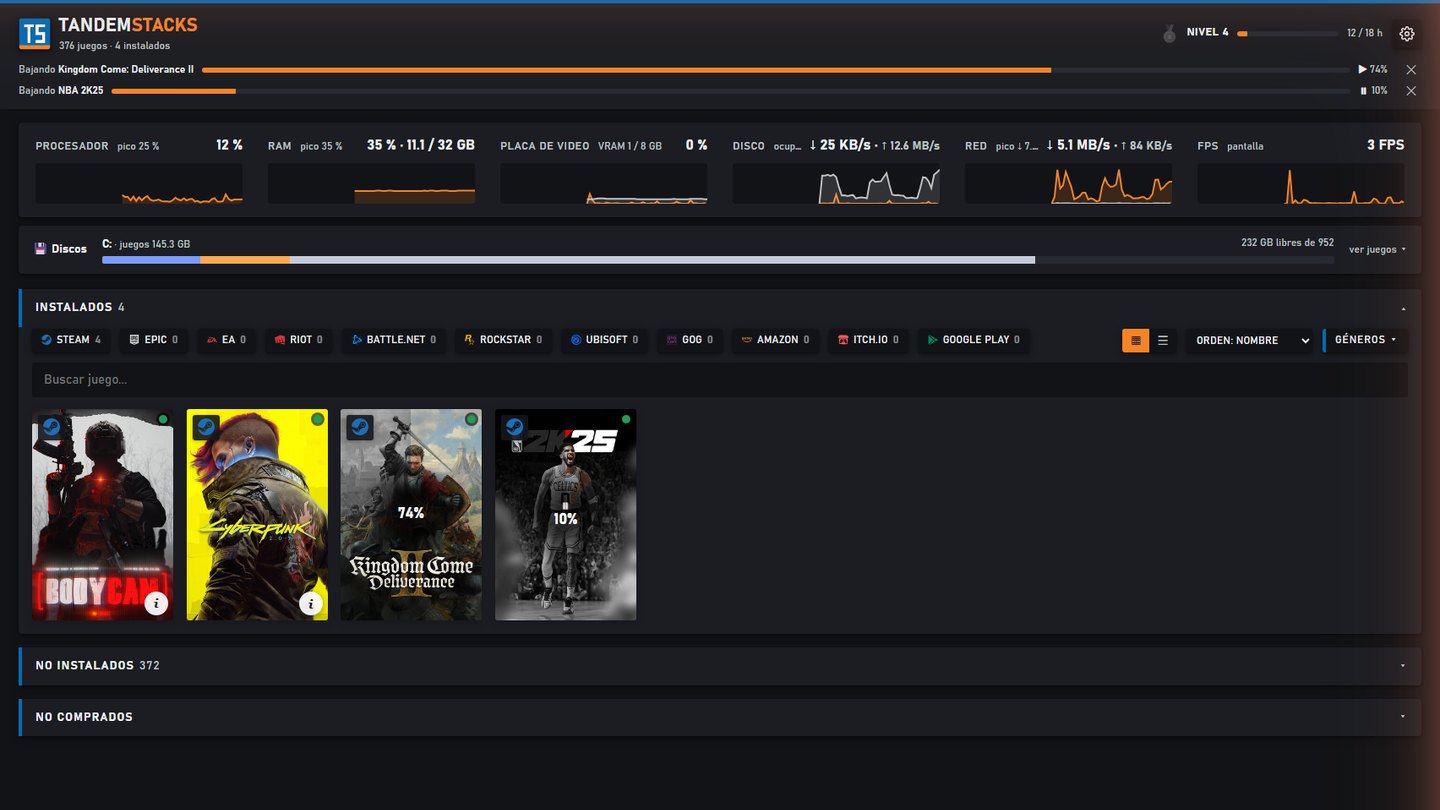 TS TANDEMSTACKS
376 juegos · 4 instalados
NIVEL 4 12 / 18 h
Bajando Kingdom Come: Deliverance II 74%
Bajando NBA 2K25 10%
PROCESADOR pico 25 % 12 %
RAM pico 35 % 35 % · 11.1 / 32 GB
PLACA DE VIDEO VRAM 1 / 8 GB 0 %
DISCO ocup... ↓ 25 KB/s · ↑ 12.6 MB/s
RED pico ↓ 7.... ↓ 5.1 MB/s · ↑ 84 KB/s
FPS pantalla 3 FPS
Discos
C: · juegos 145.3 GB
232 GB libres de 952
ver juegos
INSTALADOS 4
STEAM 4
EPIC 0
EA 0
RIOT 0
BATTLE.NET 0
ROCKSTAR 0
UBISOFT 0
GOG 0
AMAZON 0
ITCH.IO 0
GOOGLE PLAY 0
ORDEN: NOMBRE
GÉNEROS
Buscar juego...
BODYCAM
i
Cyberpunk
i
74%
Kingdom Come
II
Deliverance
2K25
CELTICS
0
10%
NO INSTALADOS 372
NO COMPRADOS